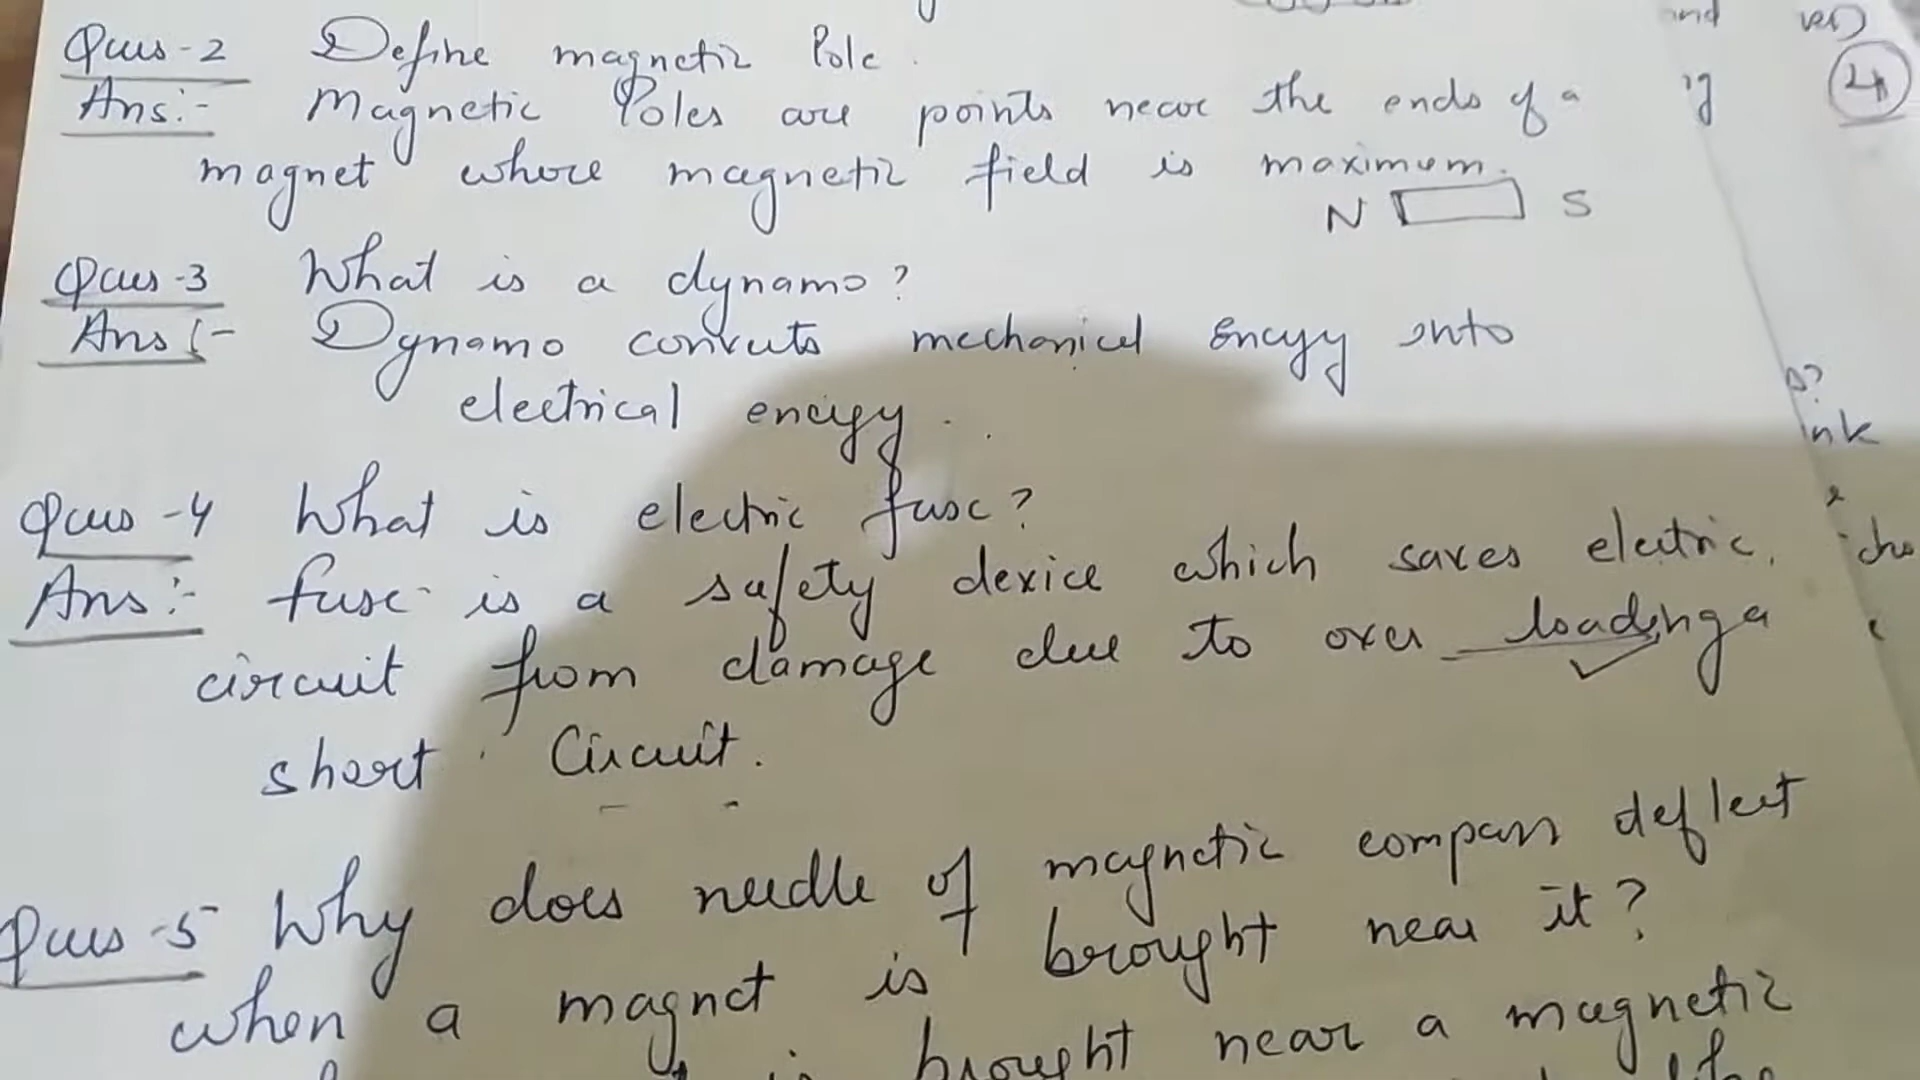 Ques-2 Define magnetic Pole.
Ans:- Magnetic Poles are points near the ends of a
magnet where magnetic field is maximum.
N S
Ques-3 What is a dynamo?
Ans:- Dynamo converts mechanical Energy into
electrical energy.
Ques-4 What is electric fuse?
Ans:- fuse is a safety device which saves electric
circuit from damage due to over loading a
short Circuit.
Ques-5 Why does needle of magnetic compass deflect
when a magnet is brought near it?
brought near a magnetic
4
ink